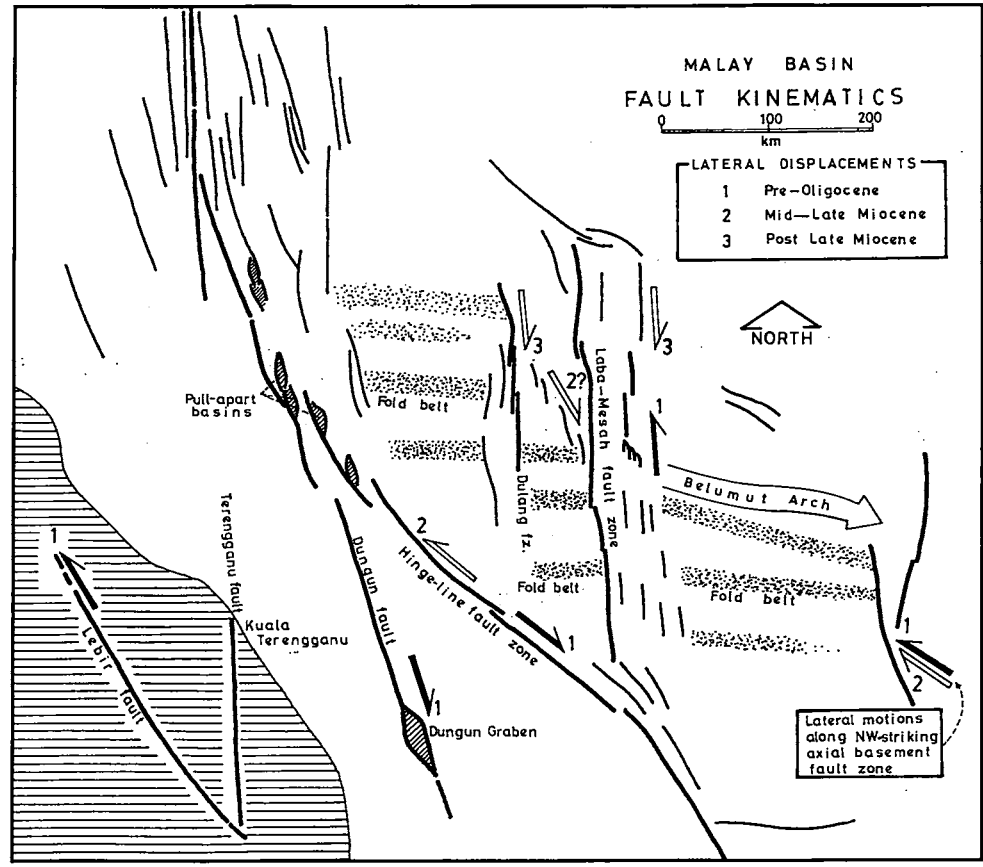 MALAY BASIN
FAULT KINEMATICS
0 100 200
km
LATERAL DISPLACEMENTS
1 Pre-Oligocene
2 Mid-Late Miocene
3 Post Late Miocene
NORTH
3
3
2?
1
Laba-Mesah fault zone
Pull-apart
basins
Fold belt
Dulang fz.
Belumut Arch
Terengganu fault
1
2
Dungun fault
Hinge-line fault zone
Fold belt
Fold belt
Kuala
Terengganu
Lebir fault
1
1
1
2
Dungun Graben
Lateral motions
along NW-striking
axial basement
fault zone